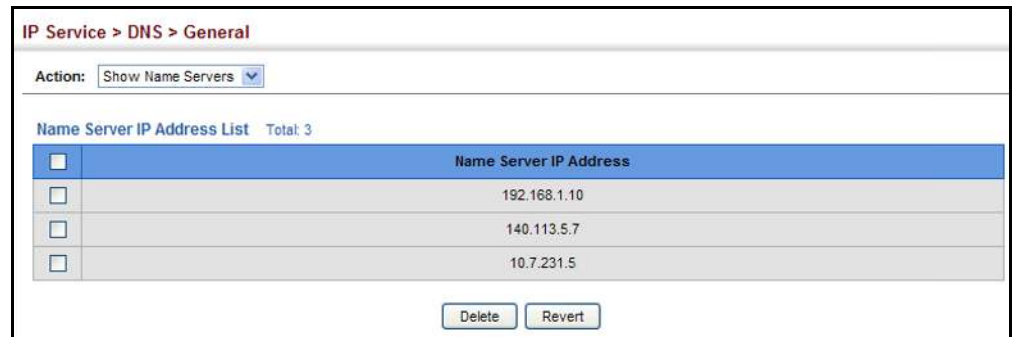 IP Service > DNS > General
Action: Show Name Servers
Name Server IP Address List Total: 3
Name Server IP Address
192.168.1.10
140.113.5.7
10.7.231.5
Delete Revert